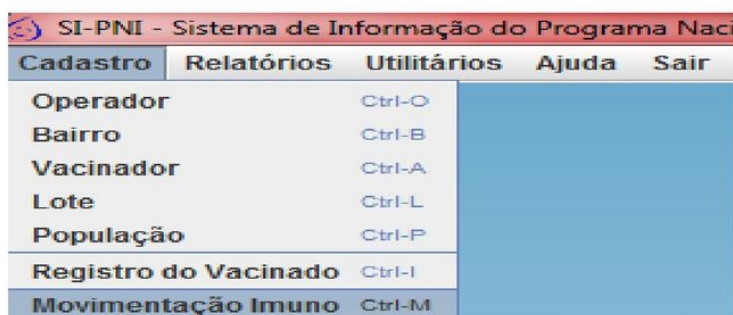 SI-PNI - Sistema de Informação do Programa Naci
Cadastro Relatórios Utilitários Ajuda Sair
Operador Ctrl-O
Bairro Ctrl-B
Vacinador Ctrl-A
Lote Ctrl-L
População Ctrl-P
Registro do Vacinado Ctrl-I
Movimentação Imuno Ctrl-M